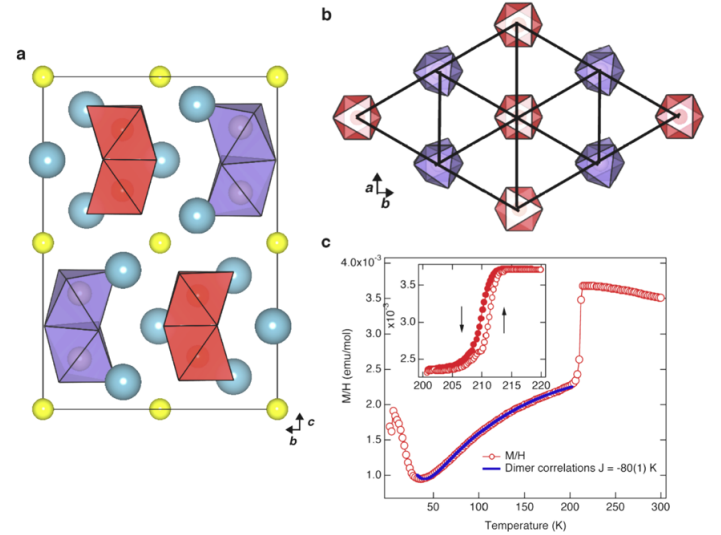 a
b
c
b
a
b
c
4.0x10⁻³
3.5
3.0
2.5
2.0
1.5
1.0
M/H (emu/mol)
50
100
150
200
250
300
Temperature (K)
x10⁻³
3.5
3.0
2.5
200
205
210
215
220
M/H
Dimer correlations J = -80(1) K